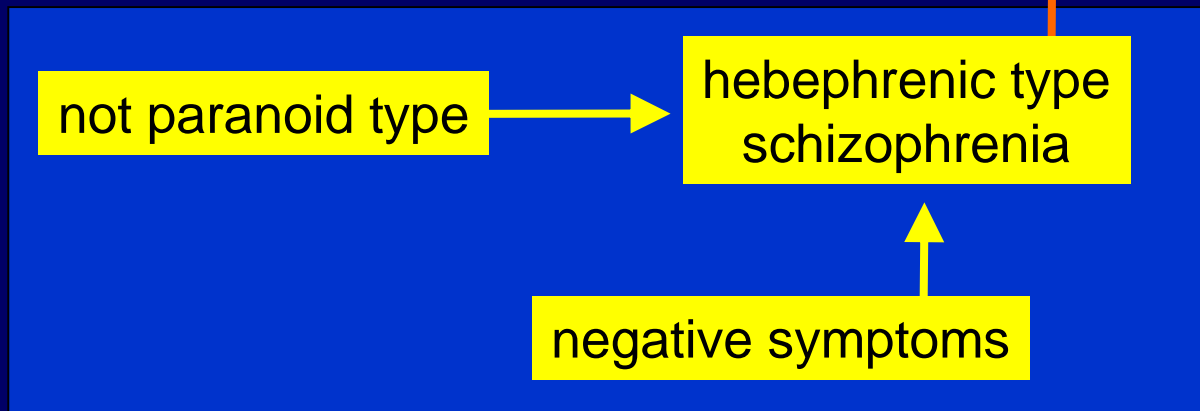 not paranoid type
hebephrenic type
schizophrenia
negative symptoms